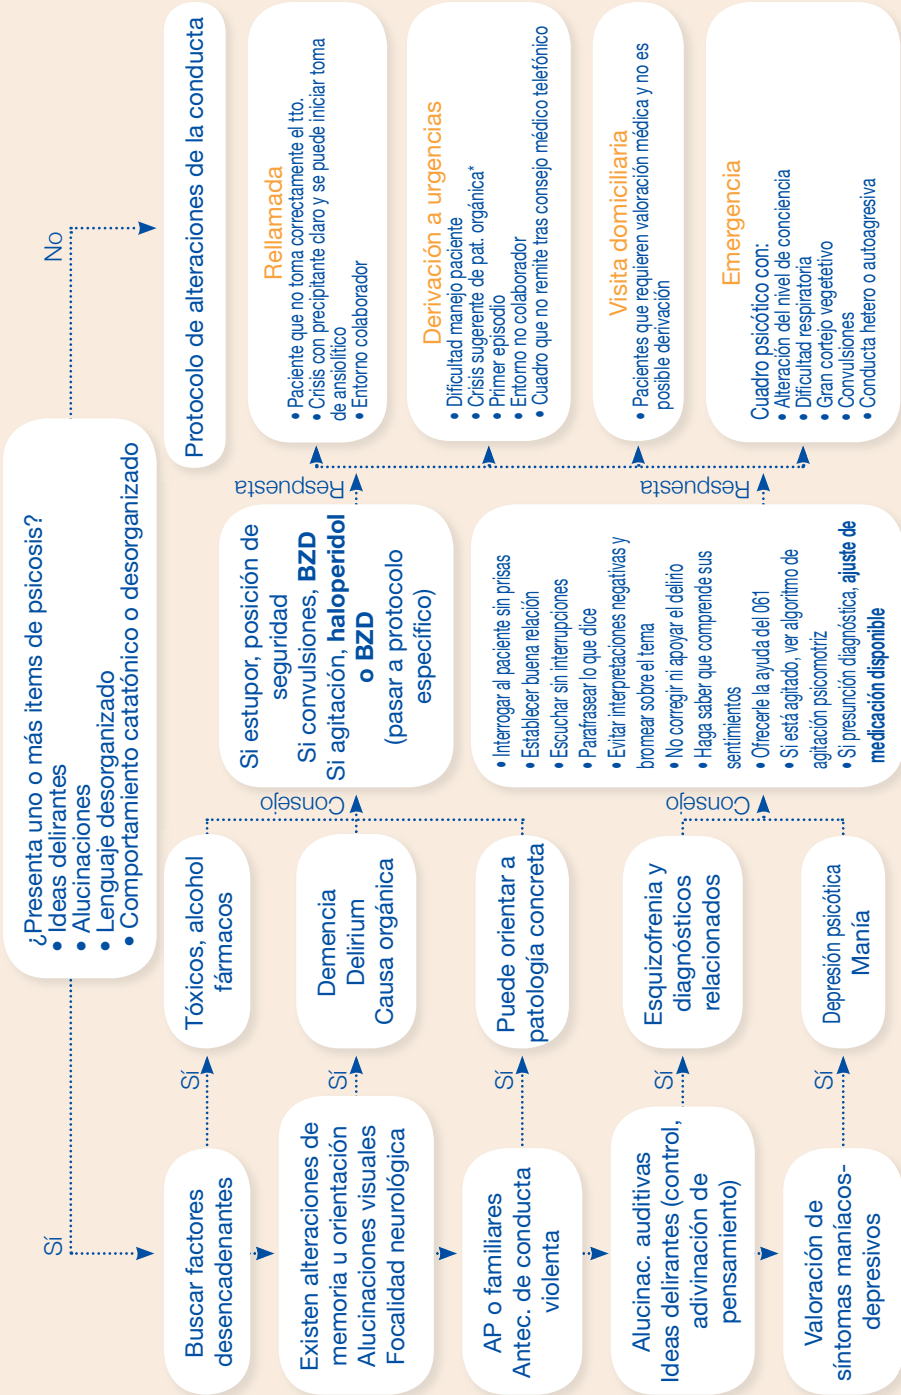 ¿Presenta uno o más items de psicosis?
• Ideas delirantes
• Alucinaciones
• Lenguaje desorganizado
• Comportamiento catatónico o desorganizado
Sí
No
Buscar factores
desencadenantes
Sí
Tóxicos, alcohol
fármacos
Existen alteraciones de
memoria u orientación
Alucinaciones visuales
Focalidad neurológica
Sí
Demencia
Delirium
Causa orgánica
AP o familiares
Antec. de conducta
violenta
Sí
Puede orientar a
patología concreta
Alucinac. auditivas
Ideas delirantes (control,
adivinación de
pensamiento)
Sí
Esquizofrenia y
diagnósticos
relacionados
Valoración de
síntomas maníacos-
depresivos
Sí
Depresión psicótica
Manía
Consejo
Si estupor, posición de
seguridad
Si convulsiones, BZD
Si agitación, haloperidol
o BZD
(pasar a protocolo
específico)
Respuesta
Consejo
• Interrogar al paciente sin prisas
• Establecer buena relación
• Escuchar sin interrupciones
• Parafrasear lo que dice
• Evitar interpretaciones negativas y
bromear sobre el tema
• No corregir ni apoyar el delirio
• Haga saber que comprende sus
sentimientos
• Ofrecerle la ayuda del 061
• Si está agitado, ver algoritmo de
agitación psicomotriz
• Si presunción diagnóstica, ajuste de
medicación disponible
Respuesta
Protocolo de alteraciones de la conducta
Rellamada
• Paciente que no toma correctamente el tto.
• Crisis con precipitante claro y se puede iniciar toma
de ansiolítico
• Entorno colaborador
Derivación a urgencias
• Dificultad manejo paciente
• Crisis sugerente de pat. orgánica*
• Primer episodio
• Entorno no colaborador
• Cuadro que no remite tras consejo médico telefónico
Visita domiciliaria
• Pacientes que requieren valoración médica y no es
posible derivación
Emergencia
Cuadro psicótico con:
• Alteración del nivel de conciencia
• Dificultad respiratoria
• Gran cortejo vegetetivo
• Convulsiones
• Conducta hetero o autoagresiva